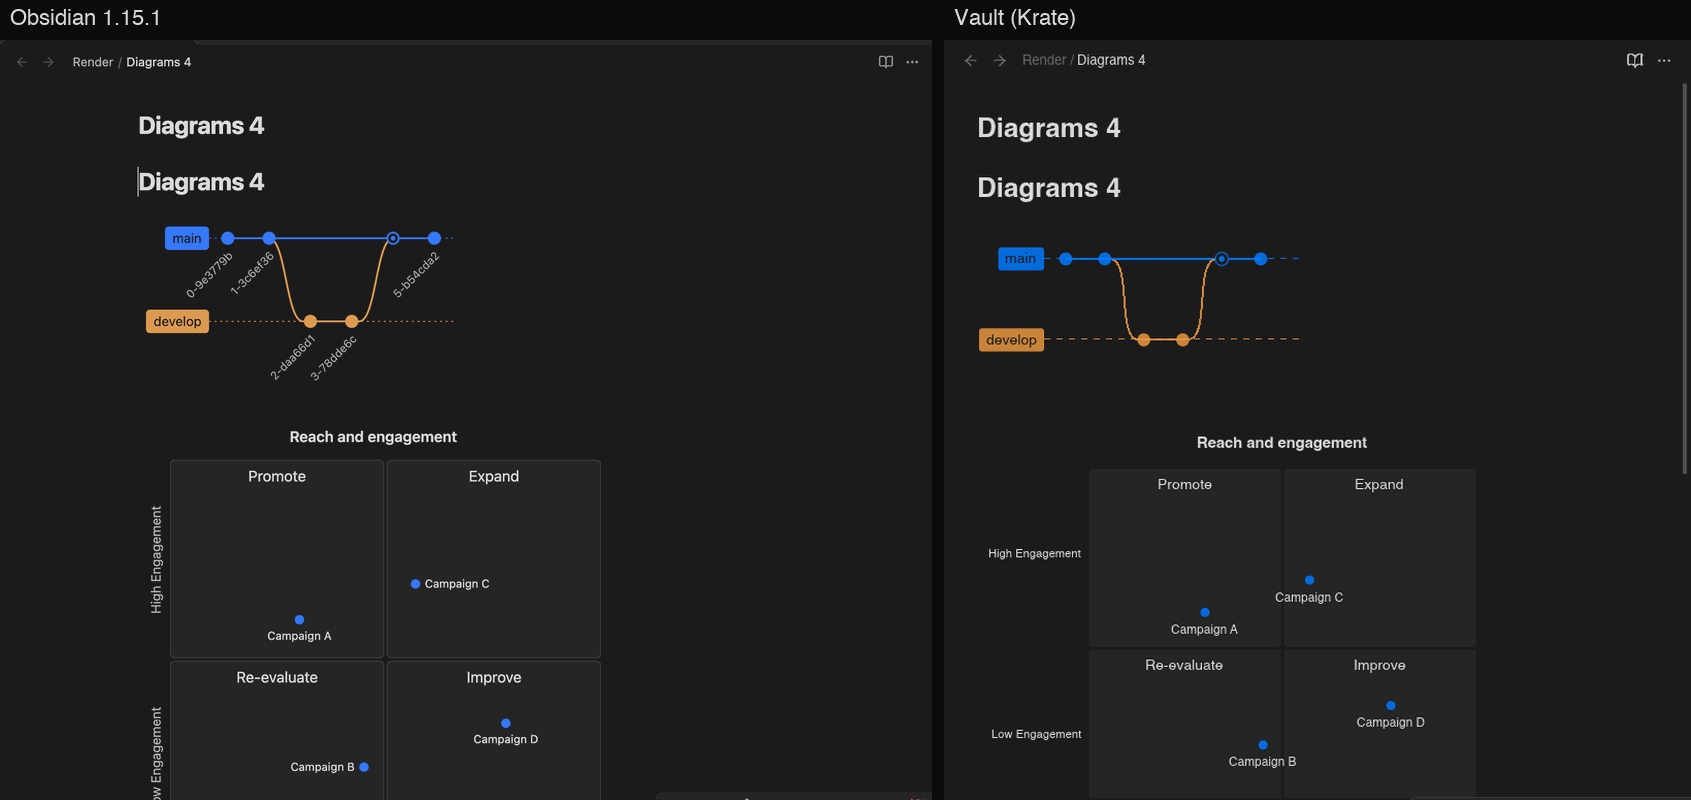 Obsidian 1.15.1
Render / Diagrams 4
Diagrams 4
Diagrams 4
main
0-9e3779b
1-3c6ef36
5-b54cda2
develop
2-daa66d1
3-78dde6c
Reach and engagement
Promote
Expand
High Engagement
Campaign C
Campaign A
Re-evaluate
Improve
Campaign D
Engagement
Campaign B
Vault (Krate)
Render / Diagrams 4
Diagrams 4
Diagrams 4
main
develop
Reach and engagement
Promote
Expand
High Engagement
Campaign C
Campaign A
Re-evaluate
Improve
Campaign D
Low Engagement
Campaign B